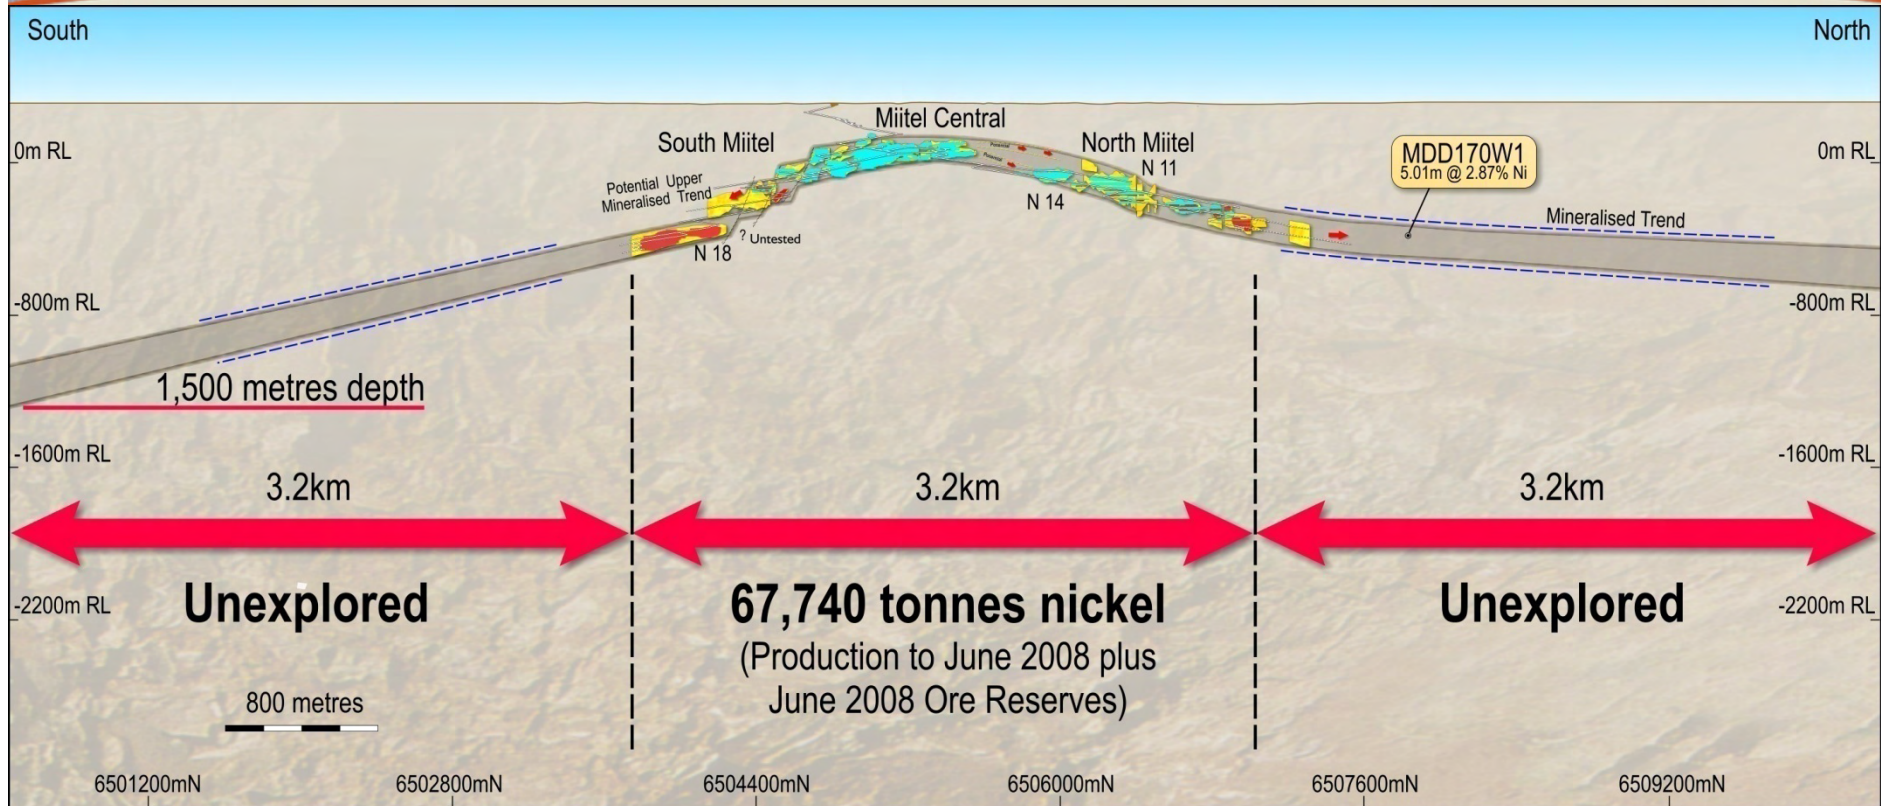 South
North
Miitel Central
South Miitel
North Miitel
0m RL
0m RL
MDD170W1
5.01m @ 2.87% Ni
N 11
Potential
Potential
Potential Upper
Mineralised Trend
N 14
Mineralised Trend
? Untested
N 18
-800m RL
-800m RL
1,500 metres depth
-1600m RL
-1600m RL
3.2km
3.2km
3.2km
Unexplored
67,740 tonnes nickel
Unexplored
-2200m RL
-2200m RL
(Production to June 2008 plus
June 2008 Ore Reserves)
800 metres
6501200mN
6502800mN
6504400mN
6506000mN
6507600mN
6509200mN